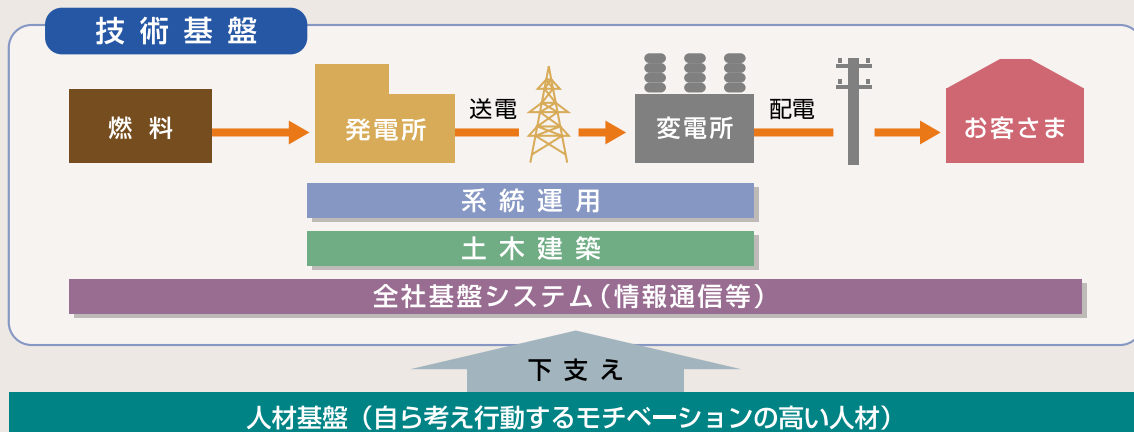 技術基盤
燃料
発電所
送電
変電所
配電
お客さま
系統運用
土木建築
全社基盤システム（情報通信等）
下支え
人材基盤（自ら考え行動するモチベーションの高い人材）